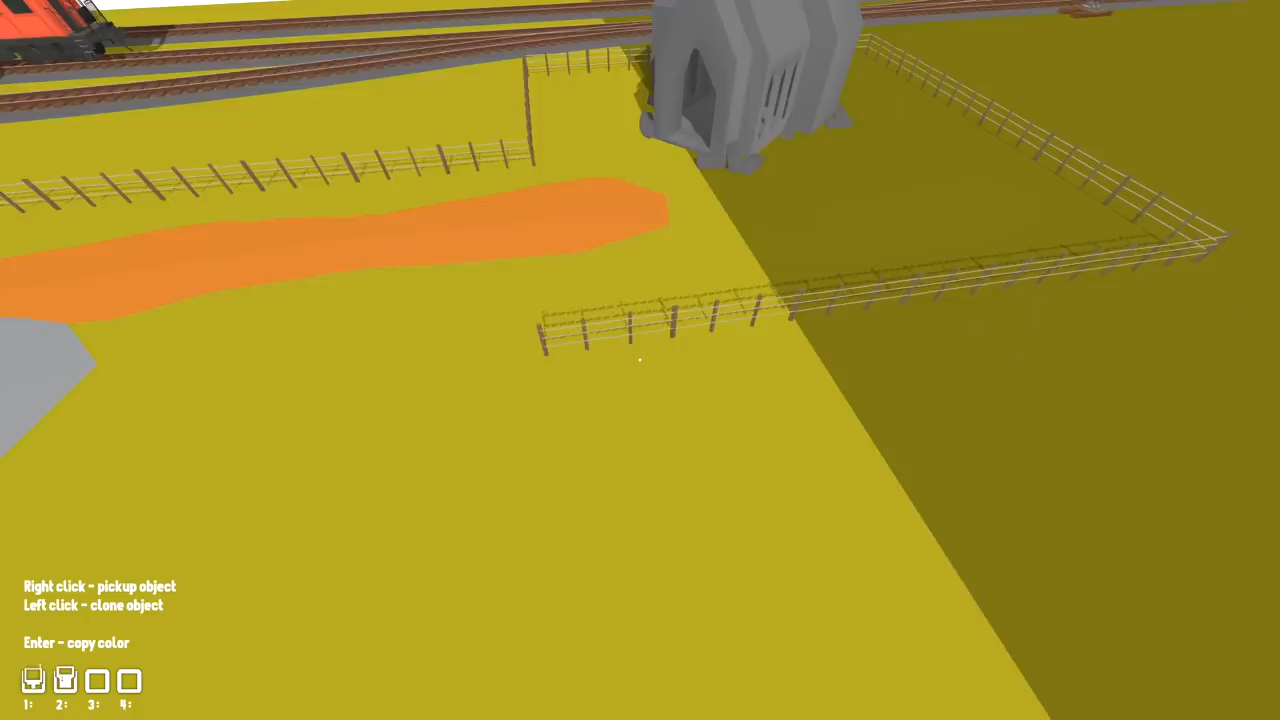 Right click - pickup object
Left click - clone object
Enter - copy color
1: 2: 3: 4: